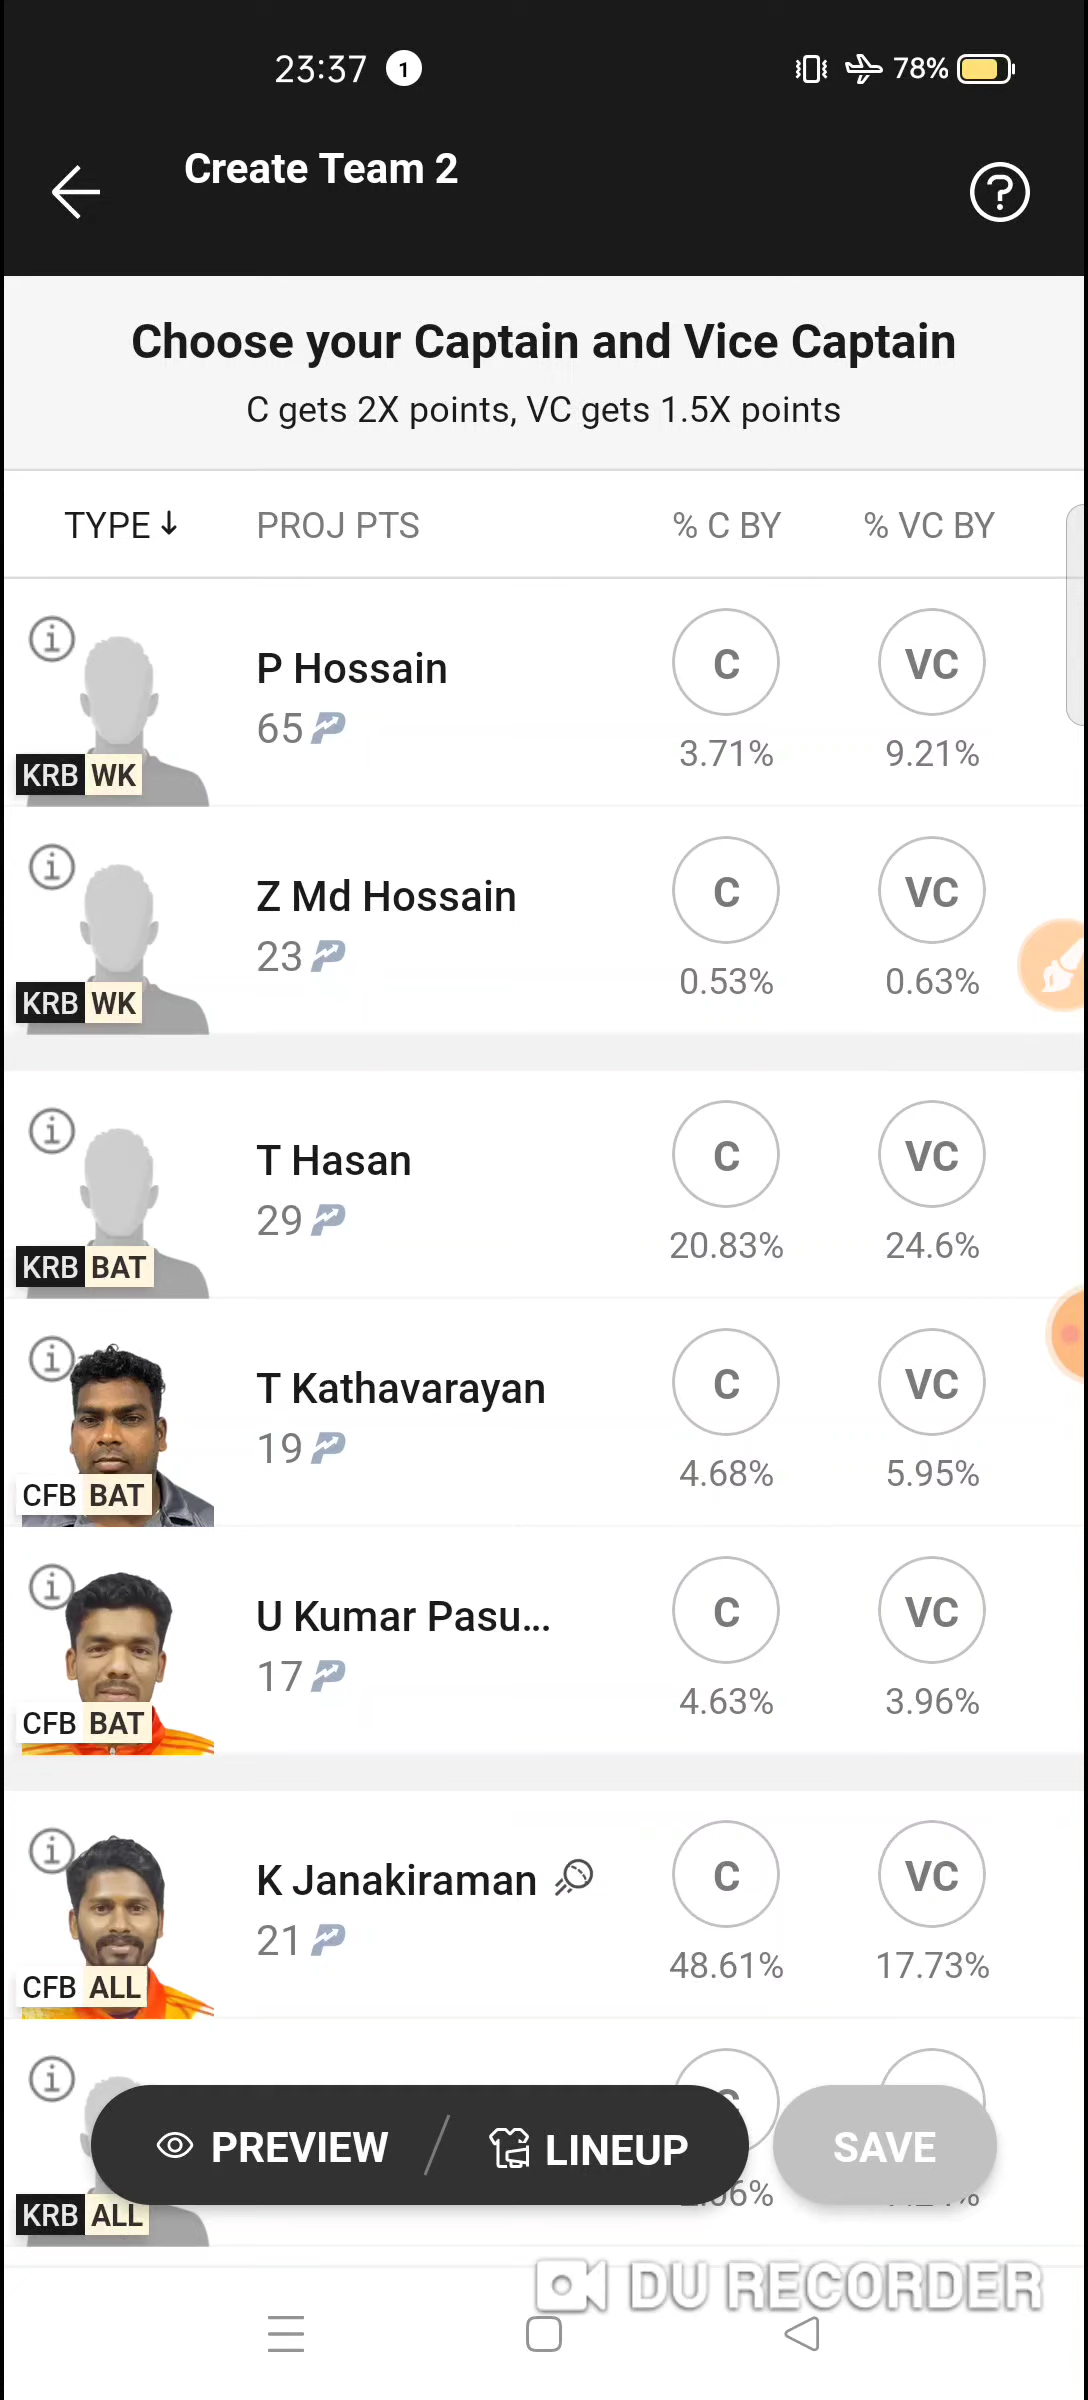 23:37 1 78%
Create Team 2
?
Choose your Captain and Vice Captain
C gets 2X points, VC gets 1.5X points
TYPE ↓ PROJ PTS % C BY % VC BY
i P Hossain C VC
65 P 3.71% 9.21%
KRB WK
i Z Md Hossain C VC
23 P 0.53% 0.63%
KRB WK
i T Hasan C VC
29 P 20.83% 24.6%
KRB BAT
i T Kathavarayan C VC
19 P 4.68% 5.95%
CFB BAT
i U Kumar Pasu... C VC
17 P 4.63% 3.96%
CFB BAT
i K Janakiraman C VC
21 P 48.61% 17.73%
CFB ALL
i
PREVIEW / LINEUP SAVE
KRB ALL
DU RECORDER